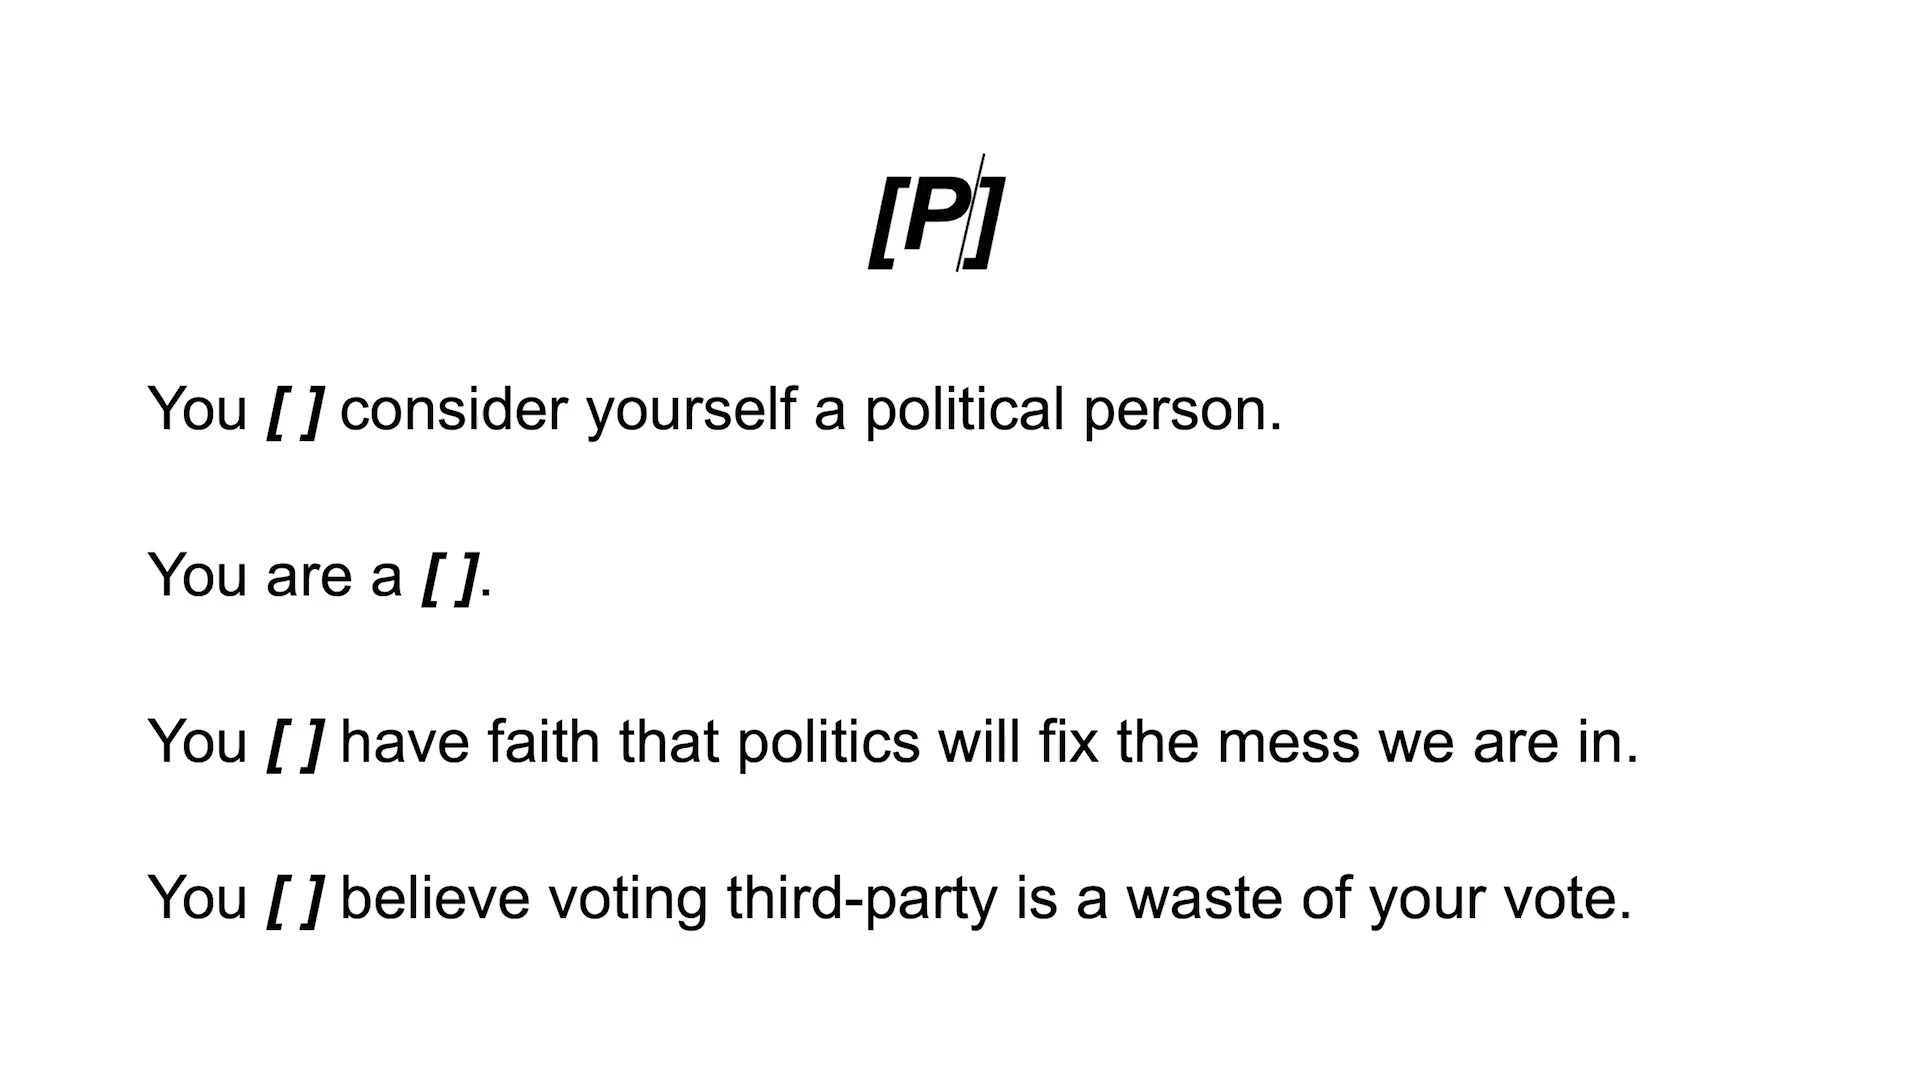 [P]
You [ ] consider yourself a political person.
You are a [ ].
You [ ] have faith that politics will fix the mess we are in.
You [ ] believe voting third-party is a waste of your vote.